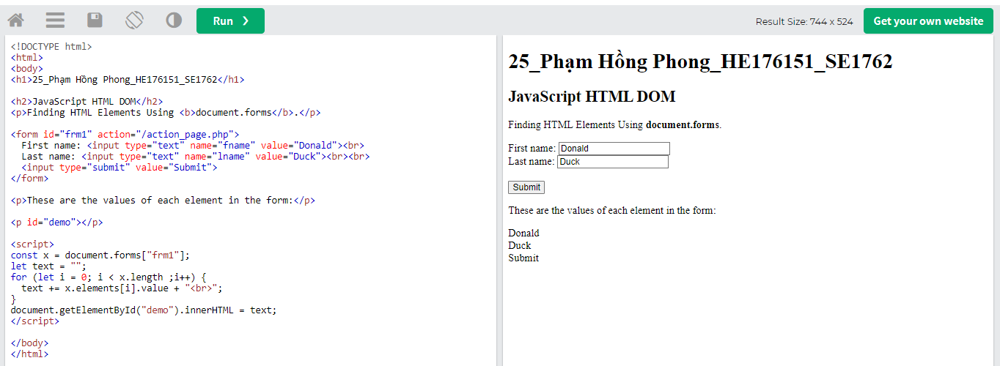 Run ❯
Result Size: 744 x 524
Get your own website
<!DOCTYPE html>
<html>
<body>
<h1>25_Phạm Hồng Phong_HE176151_SE1762</h1>
<h2>JavaScript HTML DOM</h2>
<p>Finding HTML Elements Using <b>document.forms</b>.</p>
<form id="frm1" action="/action_page.php">
First name: <input type="text" name="fname" value="Donald"><br>
Last name: <input type="text" name="lname" value="Duck"><br><br>
<input type="submit" value="Submit">
</form>
<p>These are the values of each element in the form:</p>
<p id="demo"></p>
<script>
const x = document.forms["frm1"];
let text = "";
for (let i = 0; i < x.length ;i++) {
text += x.elements[i].value + "<br>";
}
document.getElementById("demo").innerHTML = text;
</script>
</body>
</html>
25_Phạm Hồng Phong_HE176151_SE1762
JavaScript HTML DOM
Finding HTML Elements Using document.forms.
First name: Donald
Last name: Duck
Submit
These are the values of each element in the form:
Donald
Duck
Submit